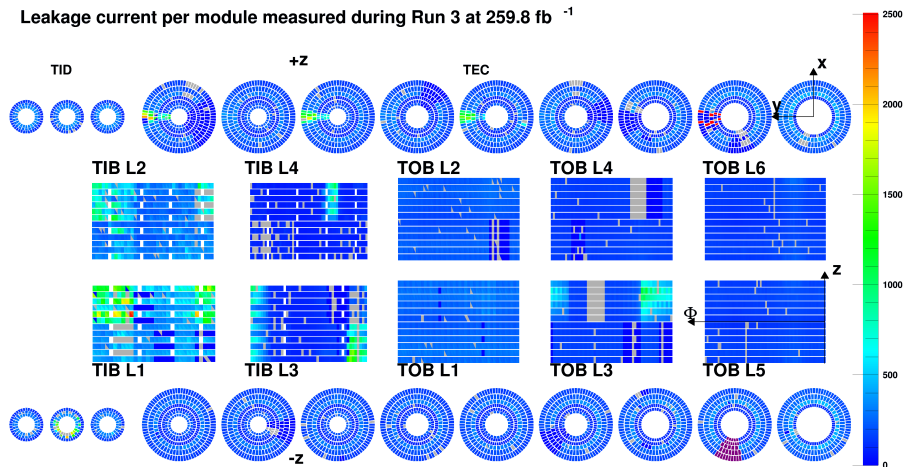 Leakage current per module measured during Run 3 at 259.8 fb -1
2500
2000
1500
1000
500
0
+z
TID
TEC
x
y
TIB L2
TIB L4
TOB L2
TOB L4
TOB L6
z
Φ
TIB L1
TIB L3
TOB L1
TOB L3
TOB L5
-z